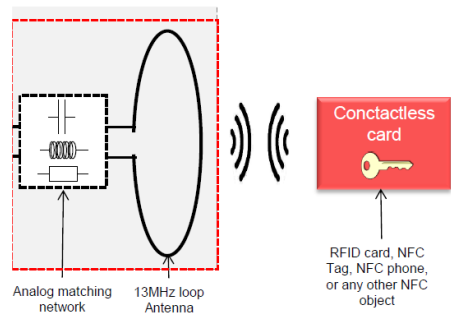 Conctactless
card
RFID card, NFC
Tag, NFC phone,
or any other NFC
object
Analog matching
network
13MHz loop
Antenna